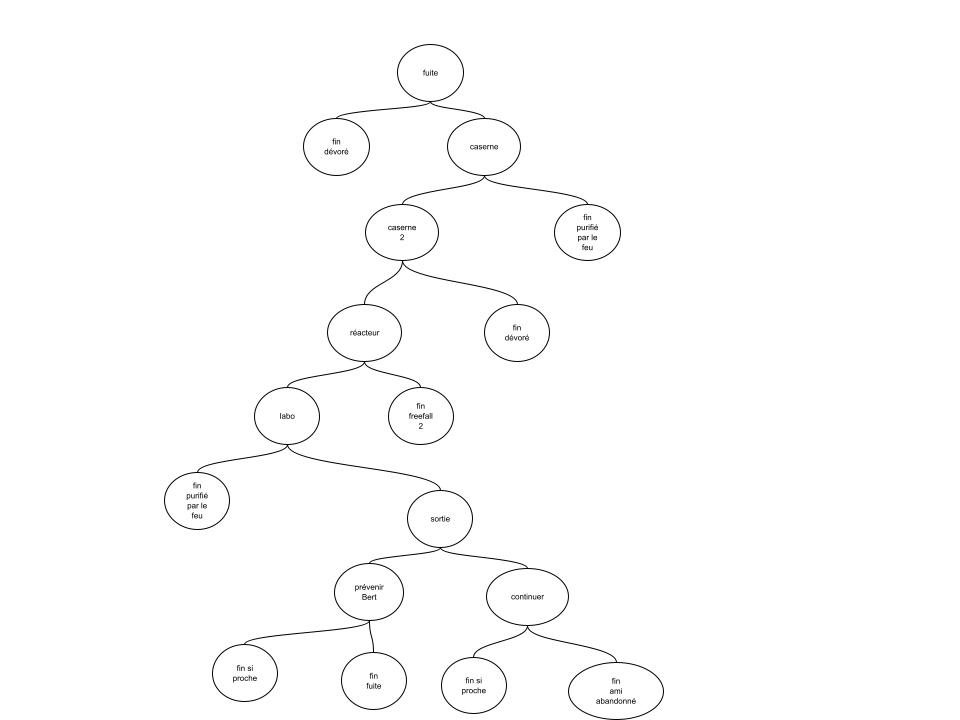 fuite
fin
dévoré
caserne
caserne
2
fin
purifié
par le
feu
réacteur
fin
dévoré
labo
fin
freefall
2
fin
purifié
par le
feu
sortie
prévenir
Bert
continuer
fin si
proche
fin
fuite
fin si
proche
fin
ami
abandonné